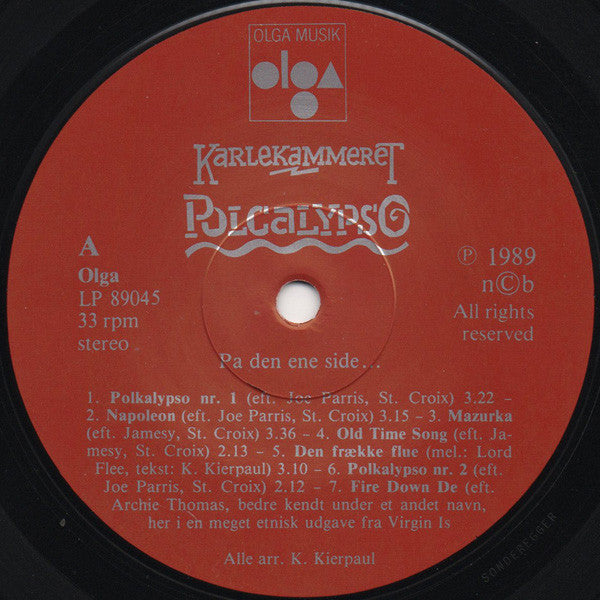 OLGA MUSIK
olga
KARLEKAMMERET
POLCALYPSO
A
Olga
LP 89045
33 rpm
stereo
Ⓟ 1989
n©b
All rights
reserved
Pa den ene side...
1. Polkalypso nr. 1 (eft. Joe Parris, St. Croix) 3.22 –
2. Napoleon (eft. Joe Parris, St. Croix) 3.15 – 3. Mazurka
(eft. Jamesy, St. Croix) 3.36 – 4. Old Time Song (eft. Ja-
mesy, St. Croix) 2.13 – 5. Den frække flue (mel.: Lord
Flee, tekst: K. Kierpaul) 3.10 – 6. Polkalypso nr. 2 (eft.
Joe Parris, St. Croix) 2.12 – 7. Fire Down De (eft.
Archie Thomas, bedre kendt under et andet navn,
her i en meget etnisk udgave fra Virgin Is
Alle arr. K. Kierpaul
SONDEREGGER